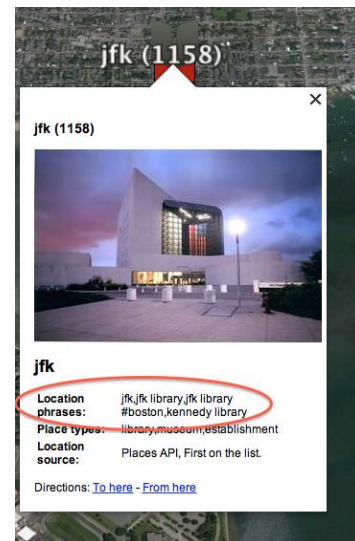 jfk (1158)
jfk (1158)
jfk
Location phrases: jfk,jfk library,jfk library
#boston,kennedy library
Place types: library,museum,establishment
Location source: Places API, First on the list.
Directions: To here - From here